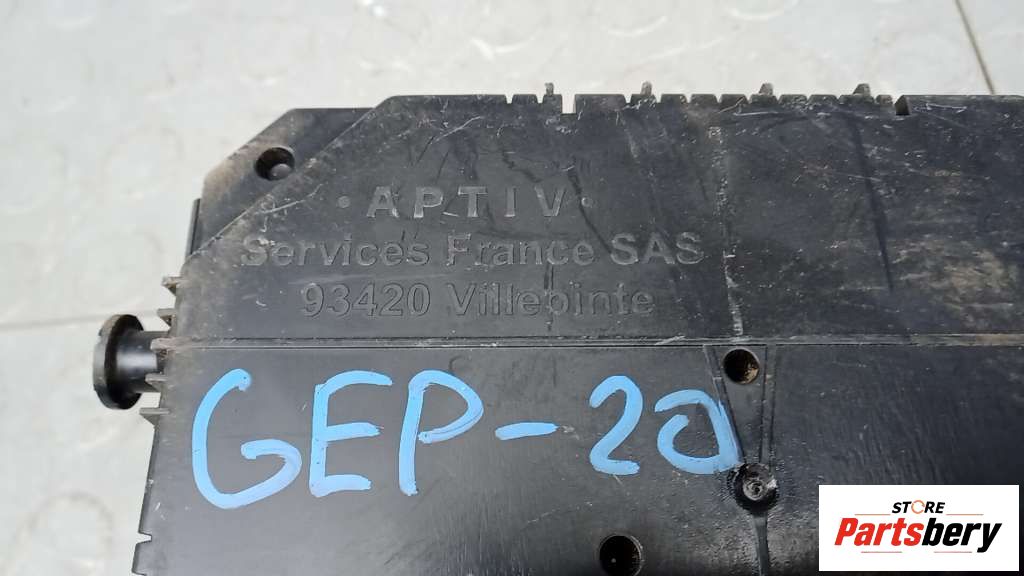 · APTIV ·
Services France SAS
93420 Villepinte
GEP-20
STORE
Partsbery